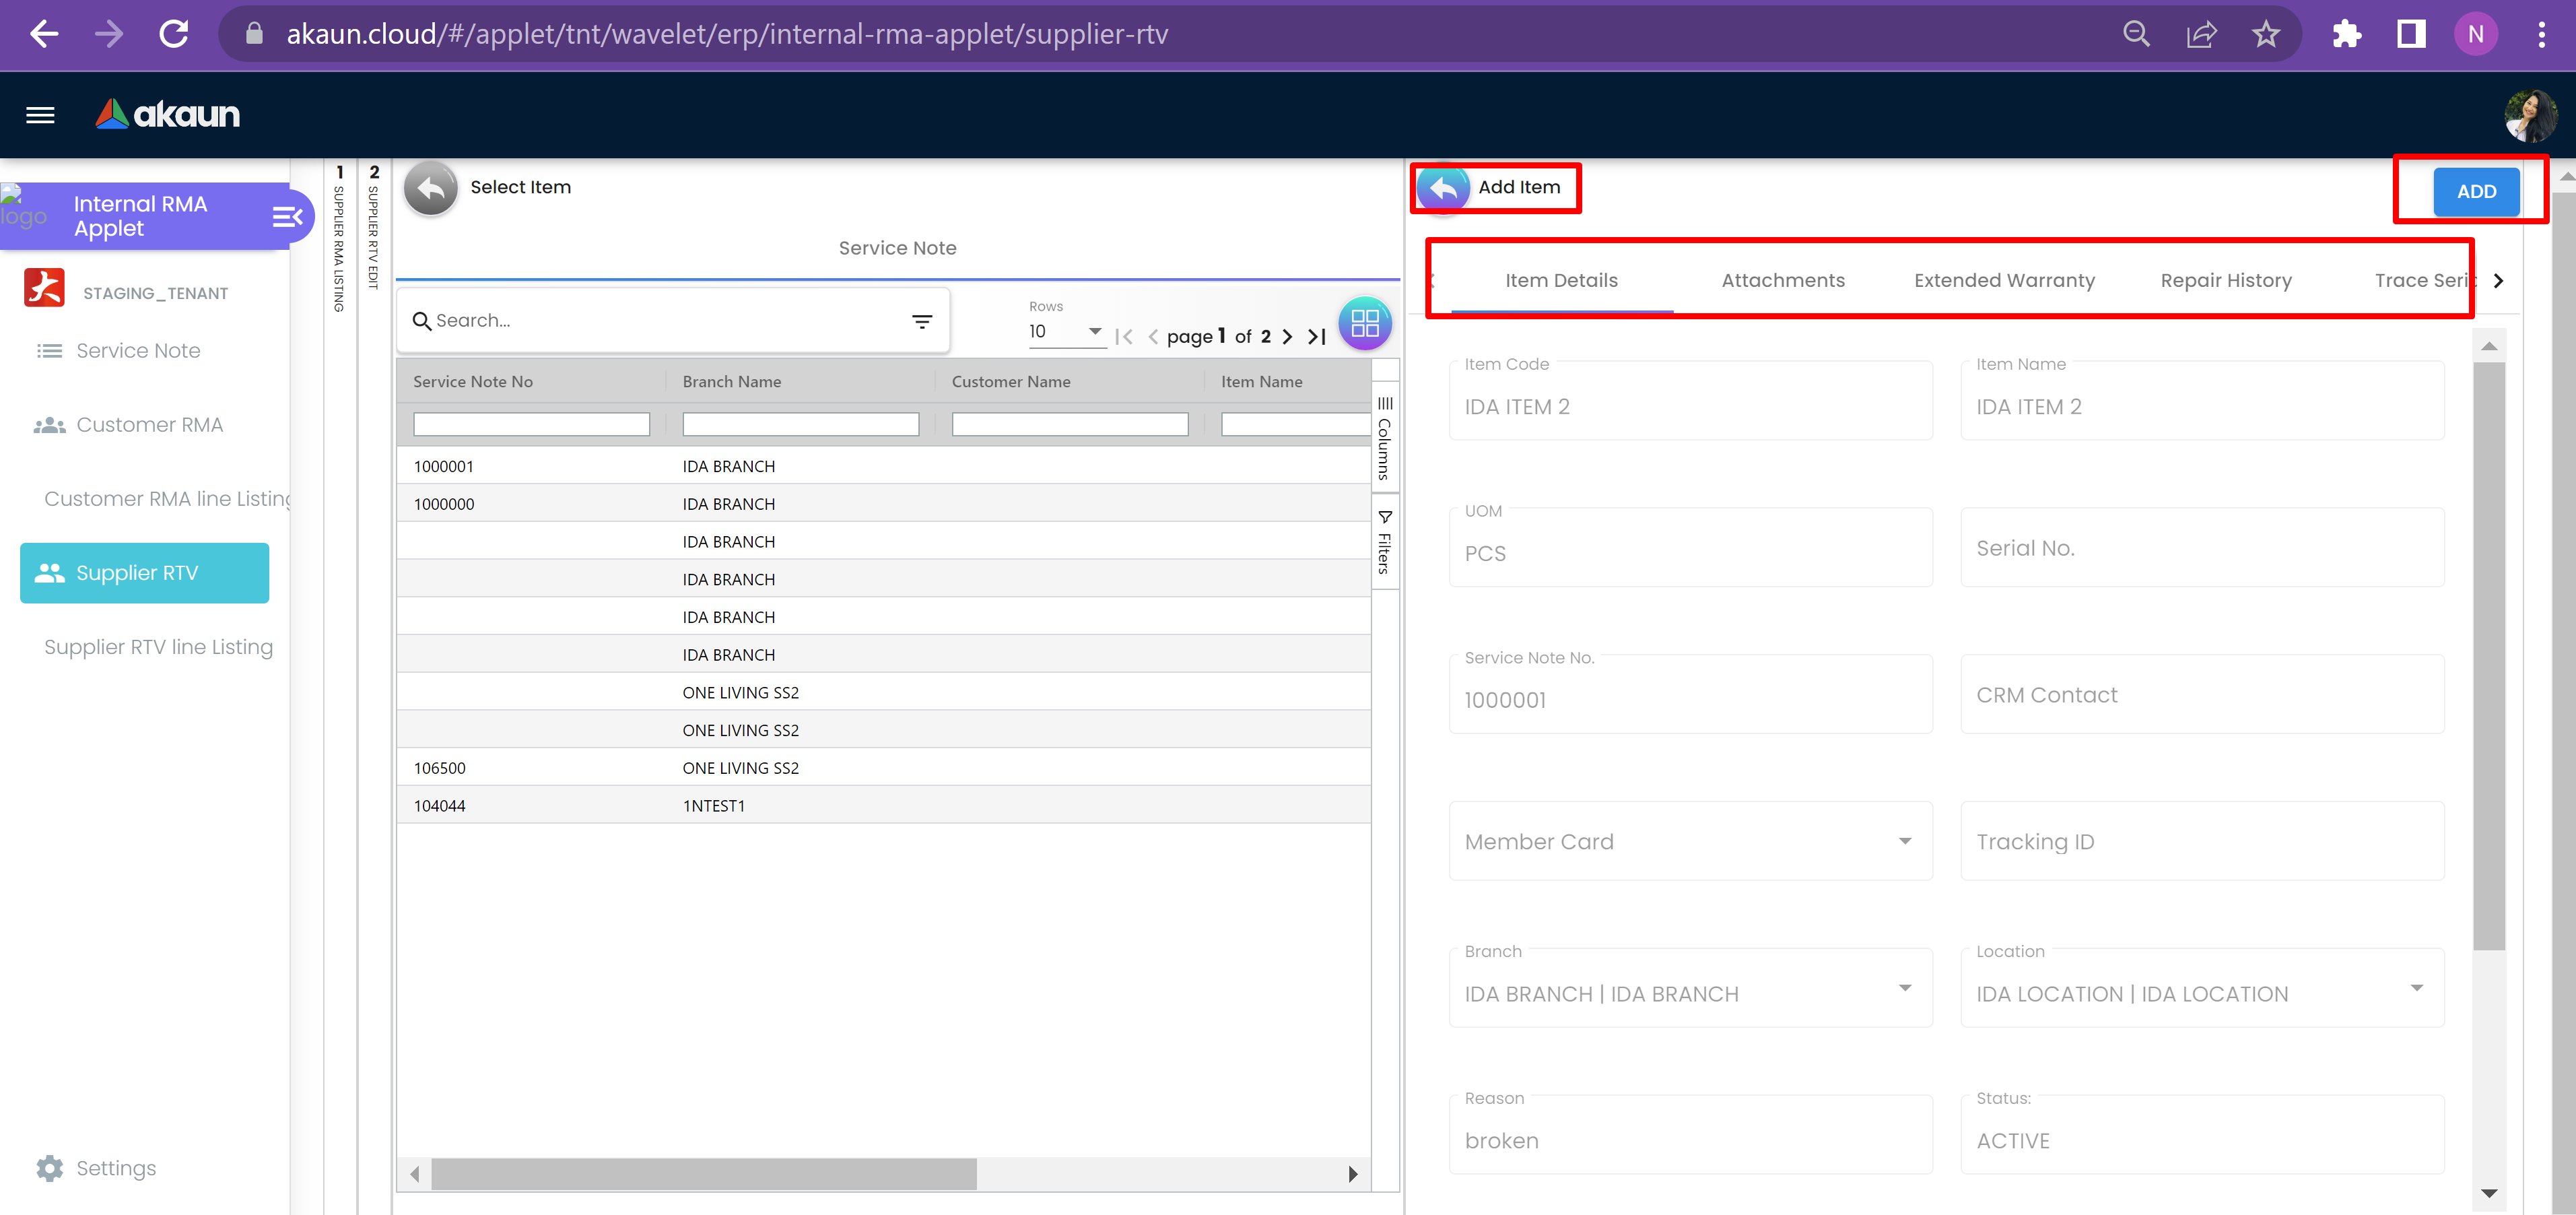 akaun.cloud/#/applet/tnt/wavelet/erp/internal-rma-applet/supplier-rtv
N
akaun
logo
Internal RMA
Applet
STAGING_TENANT
Service Note
Customer RMA
Customer RMA line Listing
Supplier RTV
Supplier RTV line Listing
Settings
1
SUPPLIER RMA LISTING
2
SUPPLIER RTV EDIT
Select Item
Service Note
Search...
Rows
10
page 1 of 2
Service Note No Branch Name Customer Name Item Name
1000001 IDA BRANCH
1000000 IDA BRANCH
IDA BRANCH
IDA BRANCH
IDA BRANCH
IDA BRANCH
ONE LIVING SS2
ONE LIVING SS2
106500 ONE LIVING SS2
104044 1NTEST1
Columns
Filters
Add Item
ADD
Item Details Attachments Extended Warranty Repair History Trace Seri
Item Code
IDA ITEM 2
Item Name
IDA ITEM 2
UOM
PCS
Serial No.
Service Note No.
1000001
CRM Contact
Member Card
Tracking ID
Branch
IDA BRANCH | IDA BRANCH
Location
IDA LOCATION | IDA LOCATION
Reason
broken
Status:
ACTIVE